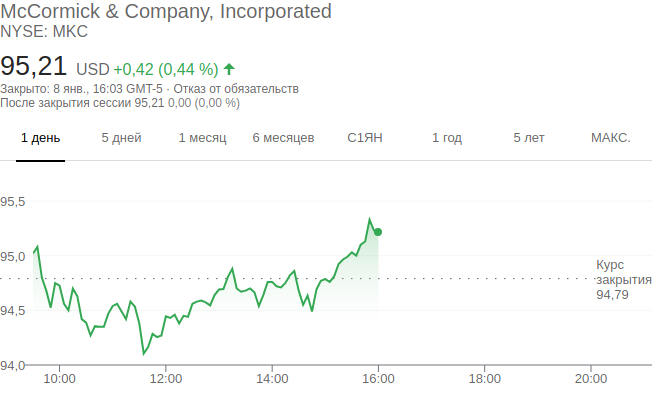 McCormick & Company, Incorporated
NYSE: MKC
95,21 USD +0,42 (0,44 %)
Закрыто: 8 янв., 16:03 GMT-5 · Отказ от обязательств
После закрытия сессии 95,21 0,00 (0,00 %)
1 день 5 дней 1 месяц 6 месяцев С1ЯН 1 год 5 лет МАКС.
95,5
95,0
Курс
закрытия
94,79
94,5
94,0
10:00 12:00 14:00 16:00 18:00 20:00